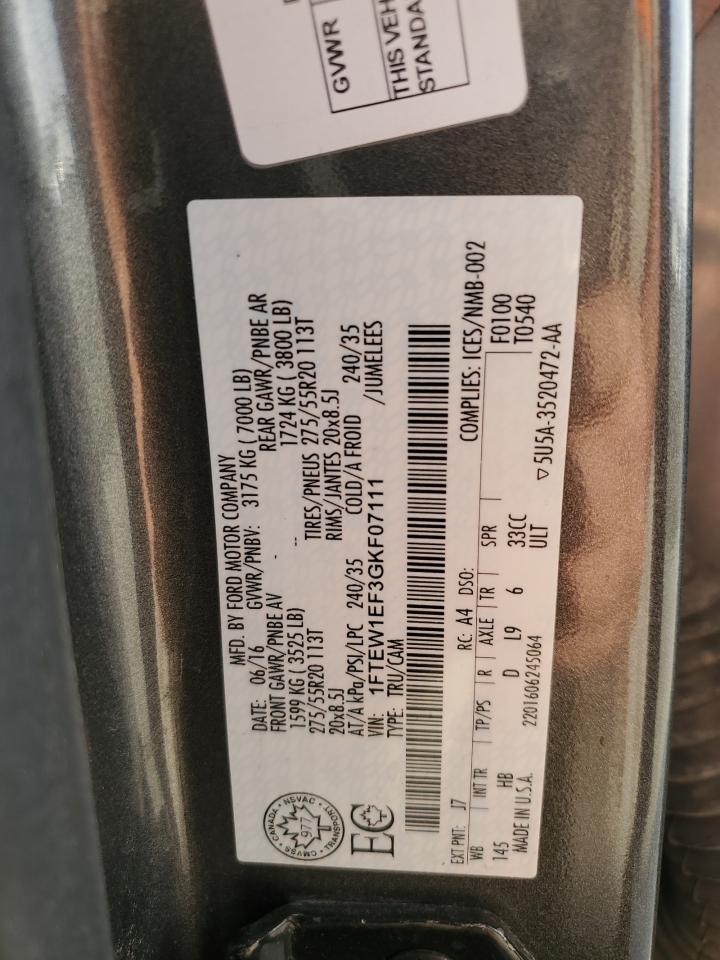 GVWR
THIS VEH
STANDA
MFD. BY FORD MOTOR COMPANY
DATE: 06/16 GVWR/PNBV: 3175 KG ( 7000 LB)
FRONT GAWR/PNBE AV REAR GAWR/PNBE AR
1599 KG ( 3525 LB) -- 1724 KG ( 3800 LB)
275/55R20 113T TIRES/PNEUS 275/55R20 113T
20x8.5J RIMS/JANTES 20x8.5J
AT/A kPa/PSI/LPC 240/35 COLD/A FROID 240/35
VIN: 1FTEW1EF3GKF07111 /JUMELEES
TYPE: TRU/CAM
CANADA · NSVAC · TRANSPORT · CMVSS
977
EC
EXT PNT: J7 RC: A4 DSO: COMPLIES: ICES/NMB-002
WB INT TR TP/PS R AXLE TR SPR F0100
145 HB D L9 6 33CC T0540
MADE IN U.S.A. 2201606245064 ULT ▽ 5U5A-3520472-AA